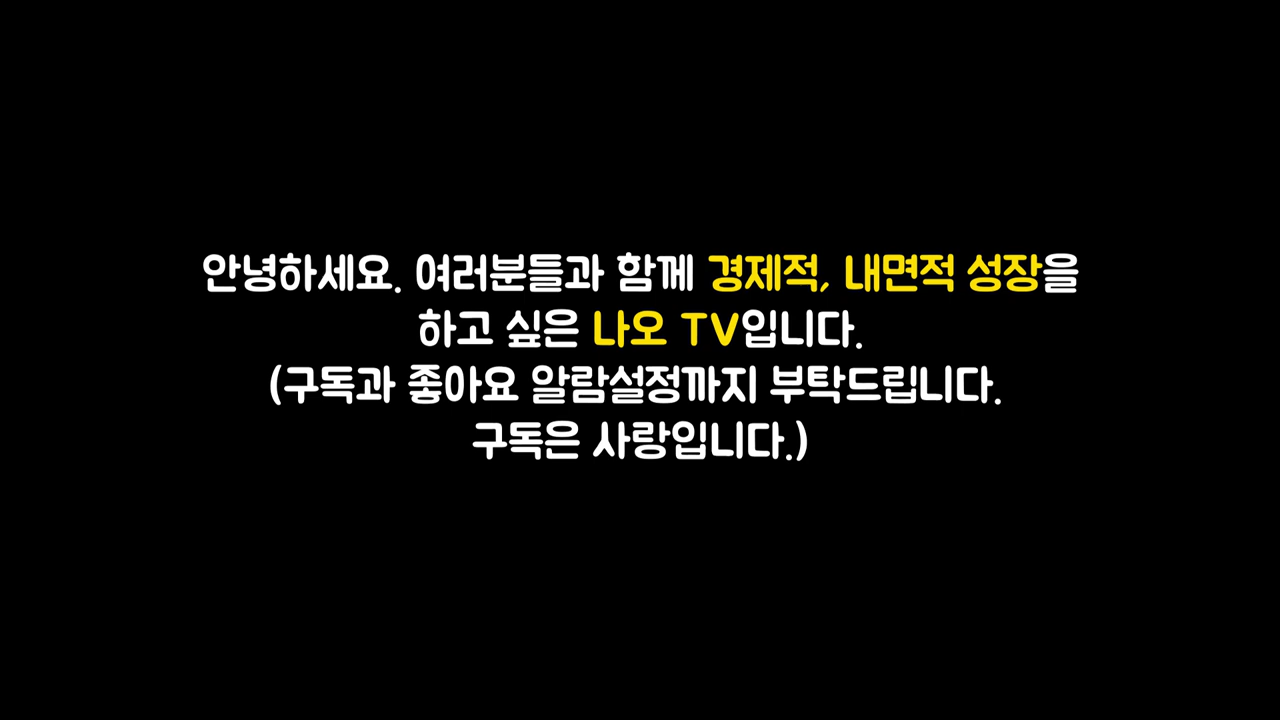 안녕하세요. 여러분들과 함께 경제적, 내면적 성장을
하고 싶은 나오 TV입니다.
(구독과 좋아요 알람설정까지 부탁드립니다.
구독은 사랑입니다.)